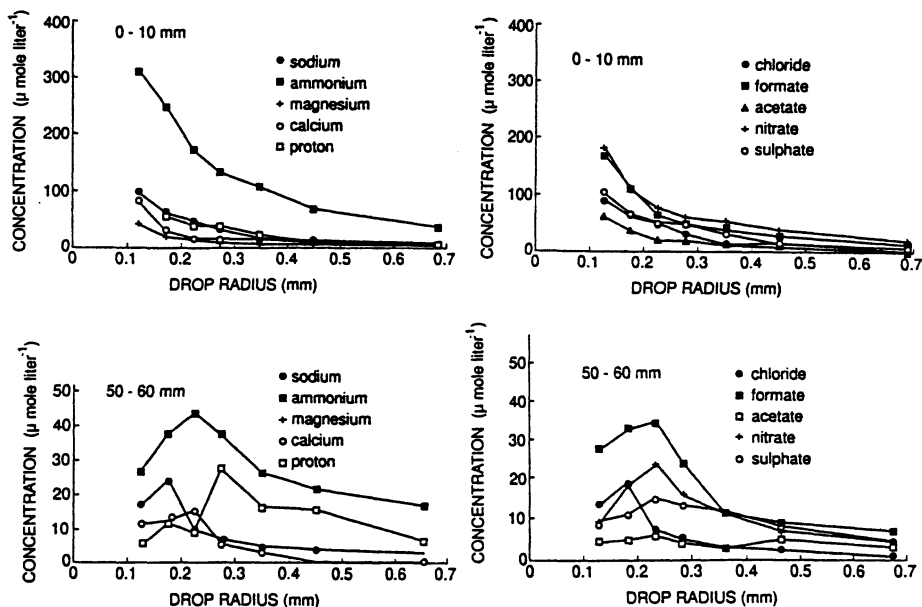 CONCENTRATION (μ mole liter⁻¹)
400
300
200
100
0
0 - 10 mm
sodium
ammonium
magnesium
calcium
proton
0 0.1 0.2 0.3 0.4 0.5 0.6 0.7
DROP RADIUS (mm)
CONCENTRATION (μ mole liter⁻¹)
400
300
200
100
0
0 - 10 mm
chloride
formate
acetate
nitrate
sulphate
0 0.1 0.2 0.3 0.4 0.5 0.6 0.7
DROP RADIUS (mm)
CONCENTRATION (μ mole liter⁻¹)
50
40
30
20
10
0
50 - 60 mm
sodium
ammonium
magnesium
calcium
proton
0 0.1 0.2 0.3 0.4 0.5 0.6 0.7
DROP RADIUS (mm)
CONCENTRATION (μ mole liter⁻¹)
50
40
30
20
10
0
50 - 60 mm
chloride
formate
acetate
nitrate
sulphate
0 0.1 0.2 0.3 0.4 0.5 0.6 0.7
DROP RADIUS (mm)